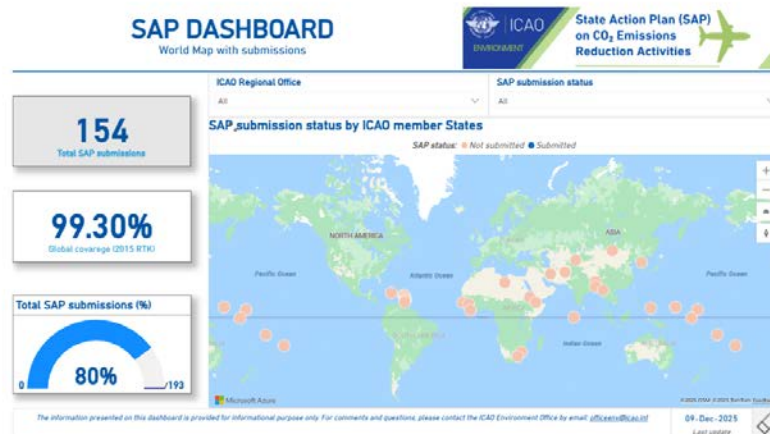 SAP DASHBOARD
World Map with submissions
ICAO
ENVIRONMENT
State Action Plan (SAP)
on CO₂ Emissions
Reduction Activities
ICAO Regional Office
All
SAP submission status
All
154
Total SAP submissions
99.30%
Global coverage (2015 RTK)
Total SAP submissions (%)
0
80%
/193
SAP submission status by ICAO member States
SAP status: Not submitted Submitted
NORTH AMERICA
ASIA
Pacific Ocean
Atlantic Ocean
Pacific Ocean
AFRICA
Indian Ocean
Microsoft Azure
The information presented on this dashboard is provided for informational purpose only. For comments and questions, please contact the ICAO Environment Office by email: officeenv@icao.int
09-Dec-2025
Last update